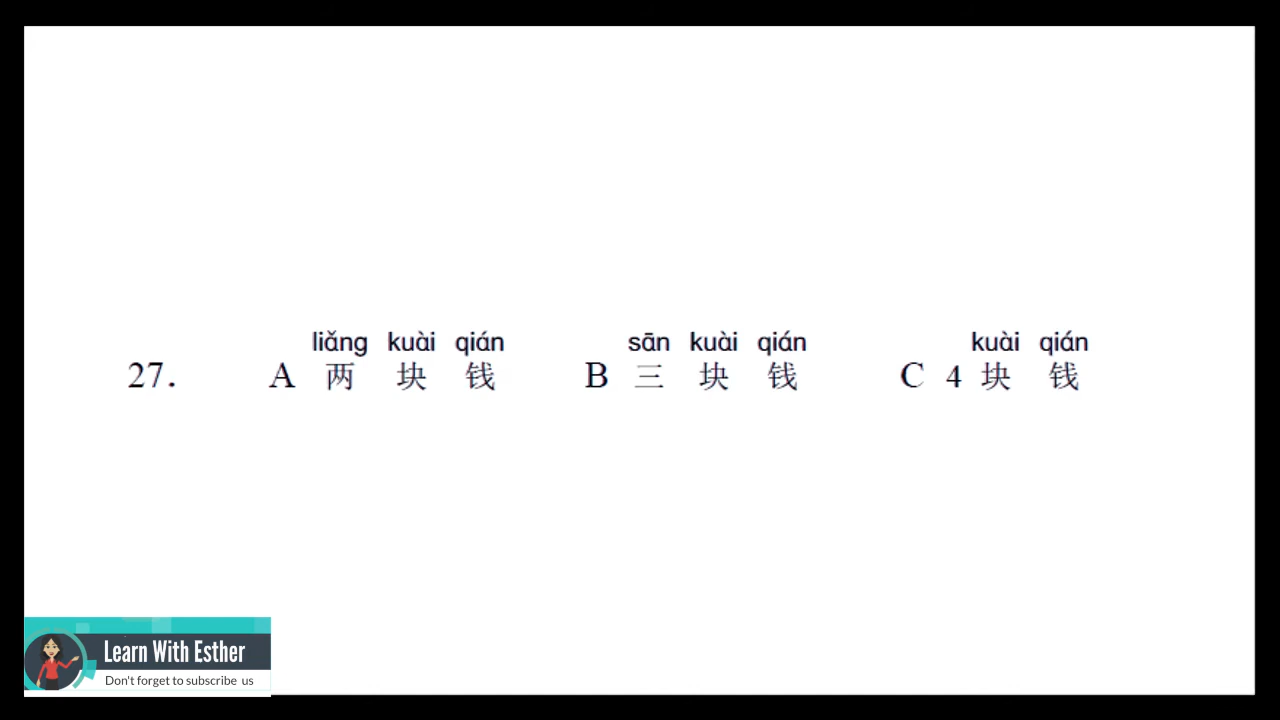 liǎng kuài qián sān kuài qián kuài qián
27. A 两 块 钱 B 三 块 钱 C 4 块 钱
Learn With Esther
Don't forget to subscribe us